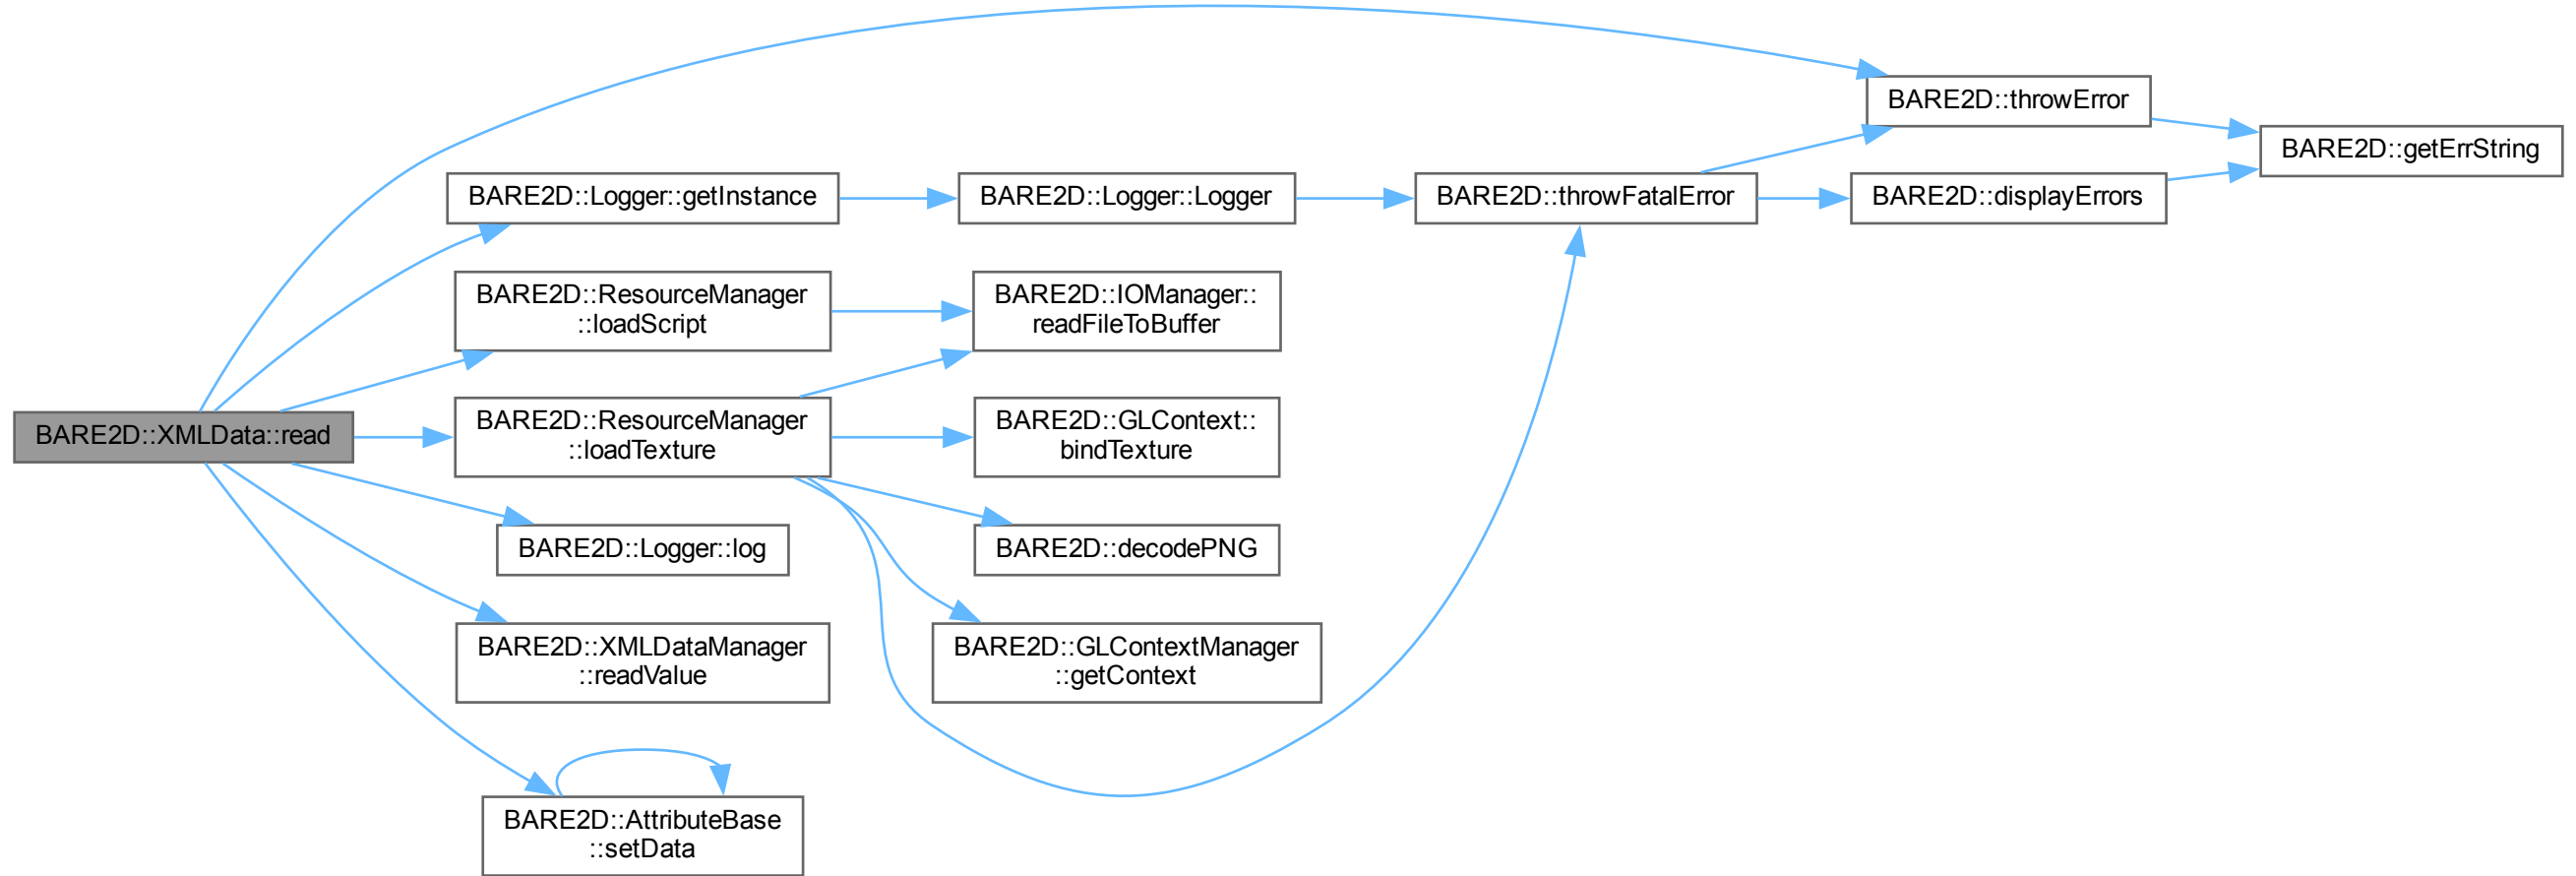 BARE2D::throwError
BARE2D::getErrString
BARE2D::Logger::getInstance
BARE2D::Logger::Logger
BARE2D::throwFatalError
BARE2D::displayErrors
BARE2D::ResourceManager
::loadScript
BARE2D::IOManager::
readFileToBuffer
BARE2D::XMLData::read
BARE2D::ResourceManager
::loadTexture
BARE2D::GLContext::
bindTexture
BARE2D::Logger::log
BARE2D::decodePNG
BARE2D::XMLDataManager
::readValue
BARE2D::GLContextManager
::getContext
BARE2D::AttributeBase
::setData